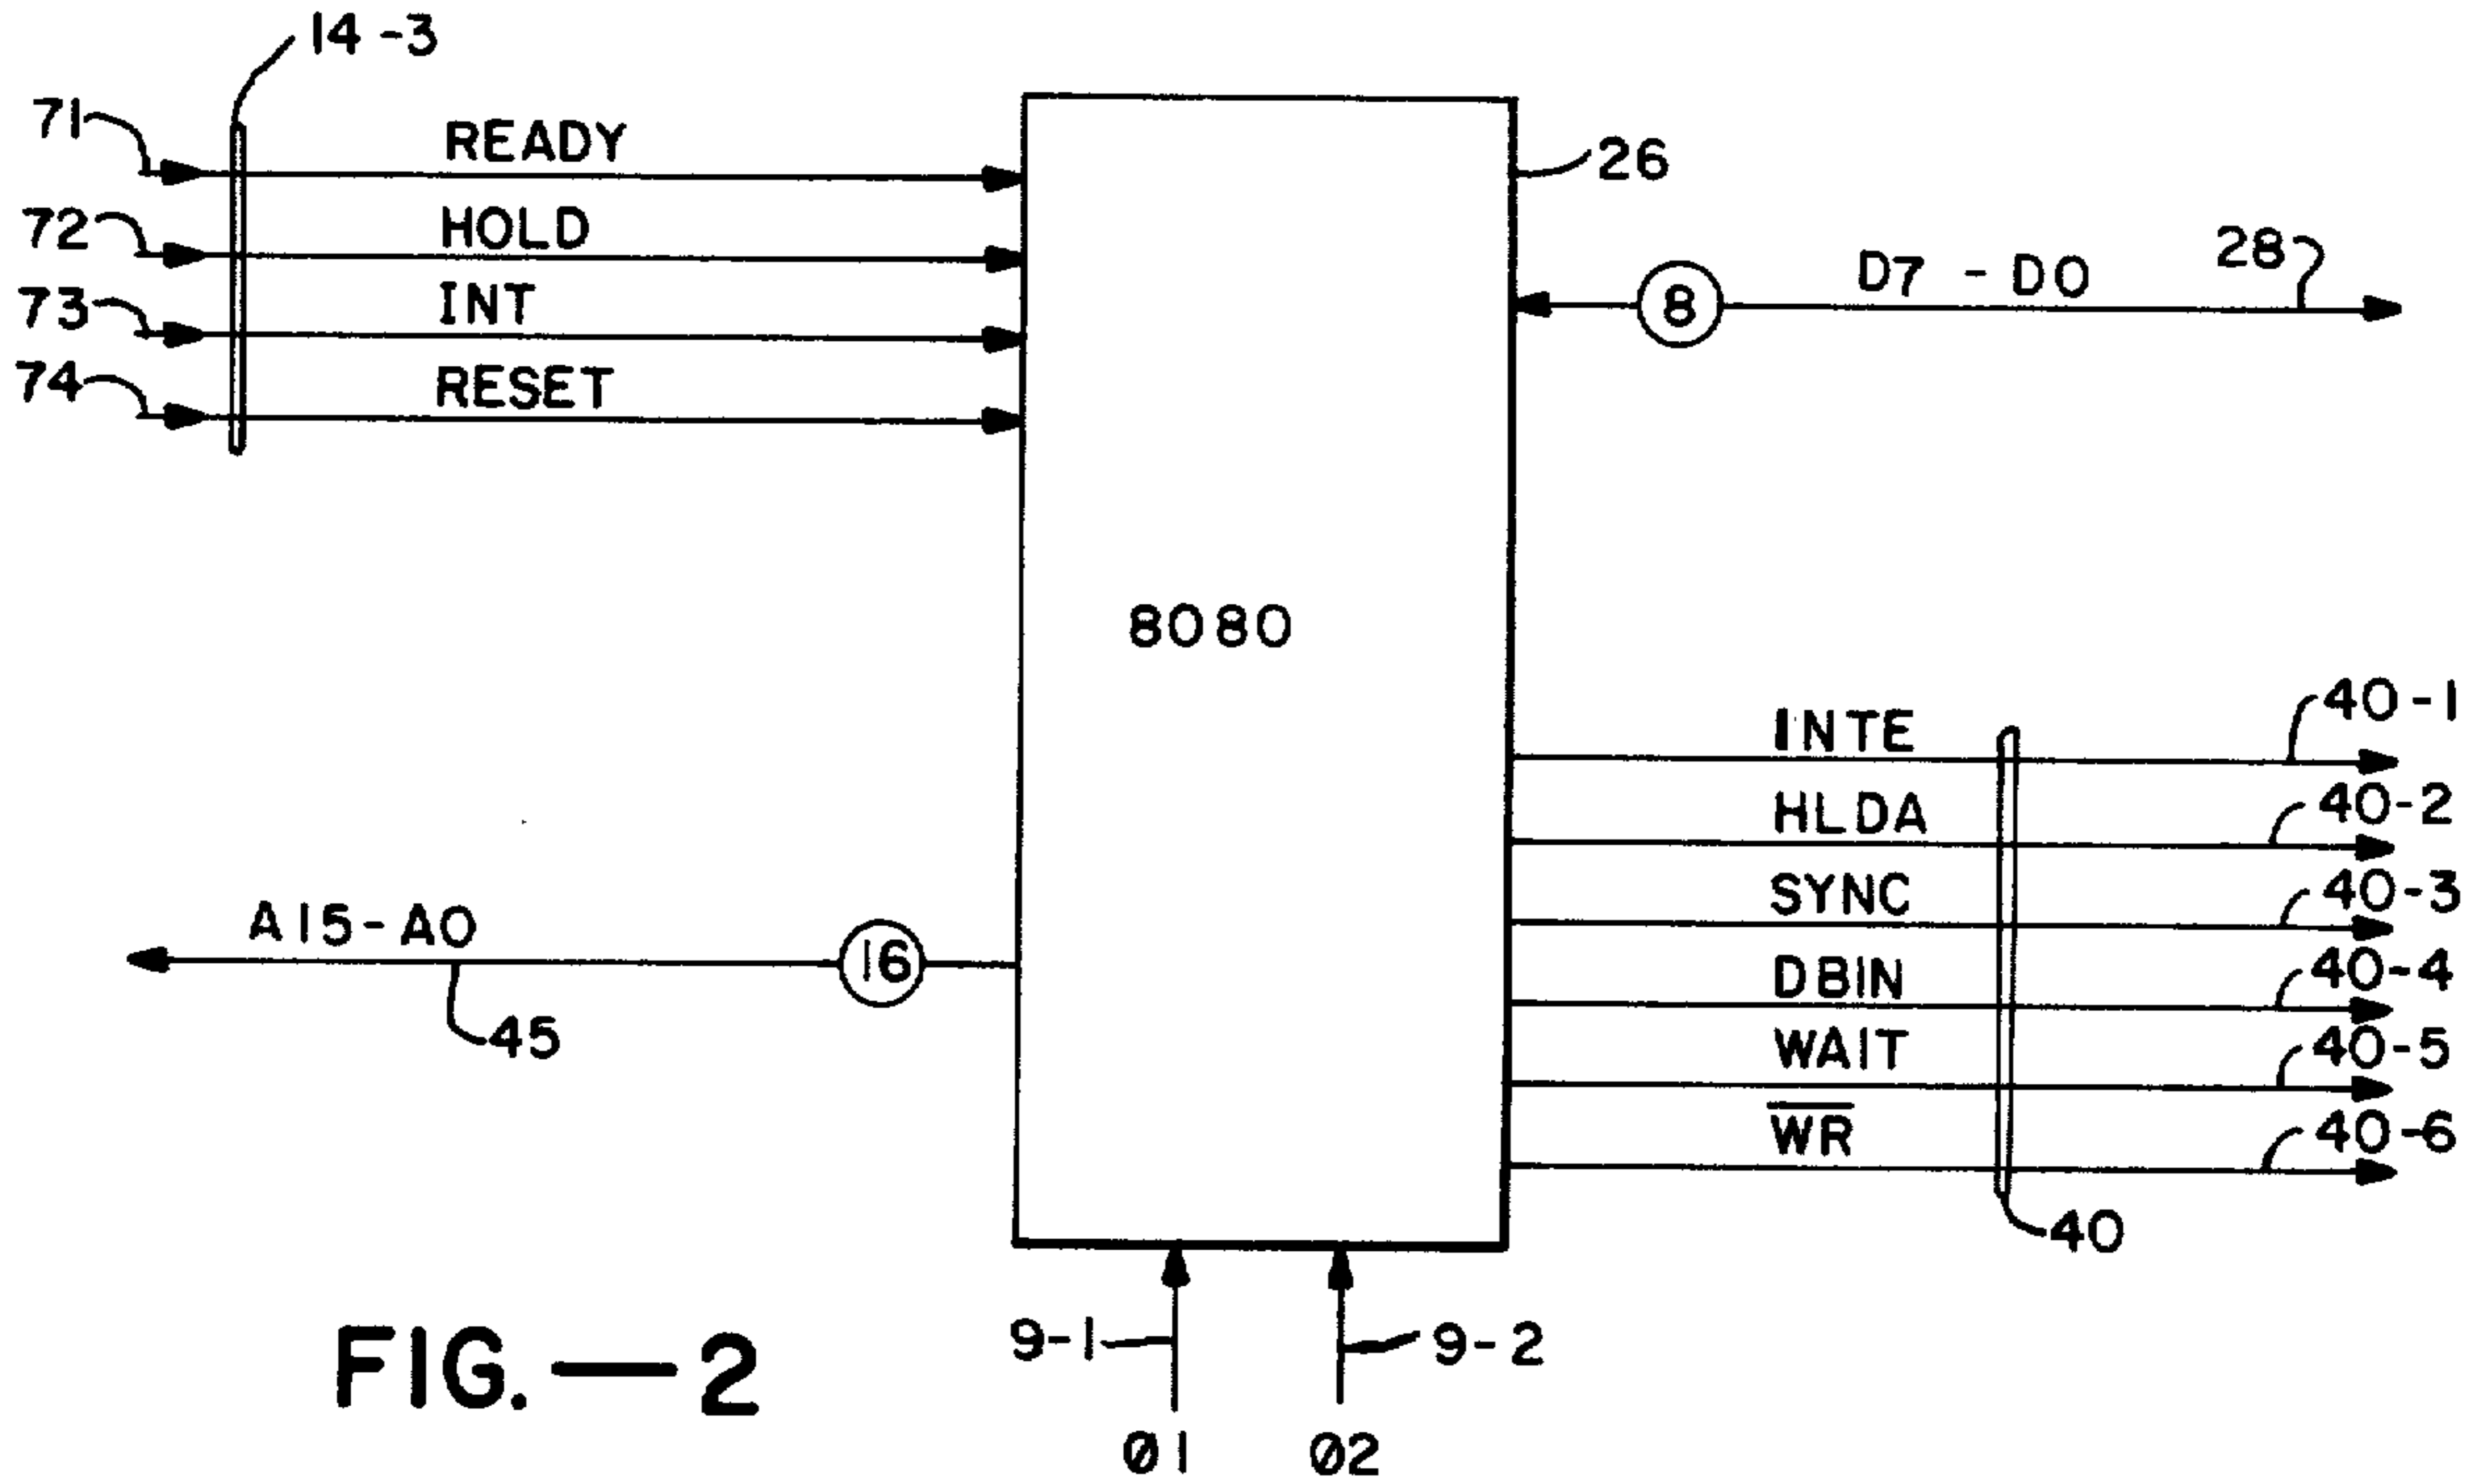 14-3
71
READY
26
72
HOLD
28
D7 - D0
8
73
INT
74
RESET
8080
INTE
40-1
HLDA
40-2
SYNC
40-3
A15-A0
16
DBIN
40-4
45
WAIT
40-5
W̅R̅
40-6
40
9-1
9-2
FIG.—2
Ø1
Ø2